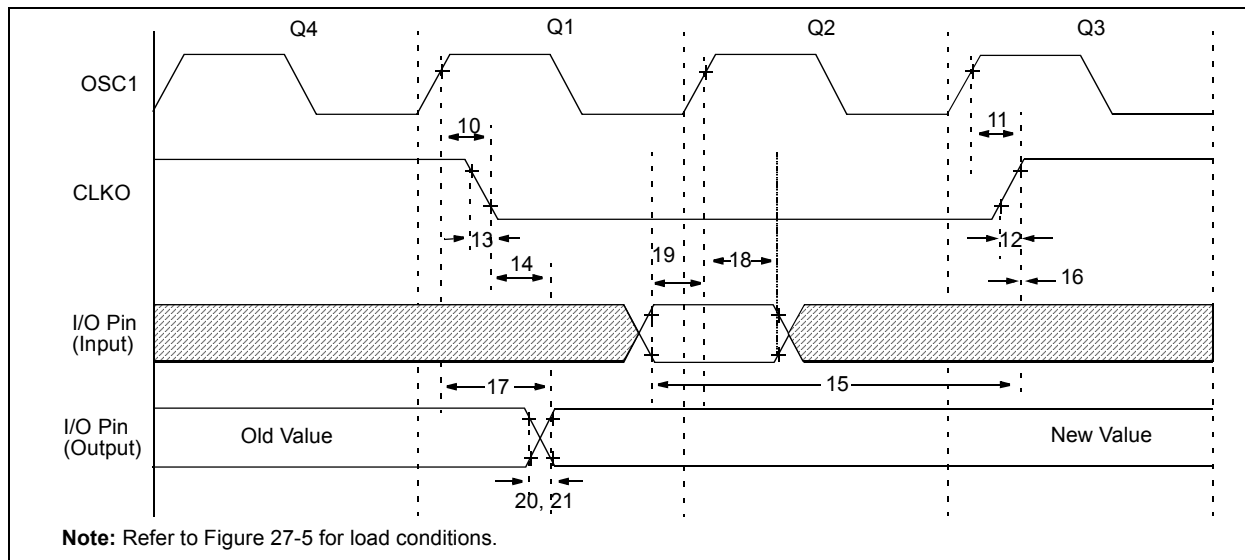 Q4 Q1 Q2 Q3
OSC1
10 11
CLKO
13 12
14 19 18 16
I/O Pin
(Input)
17 15
I/O Pin
(Output)
Old Value New Value
20, 21
Note: Refer to Figure 27-5 for load conditions.